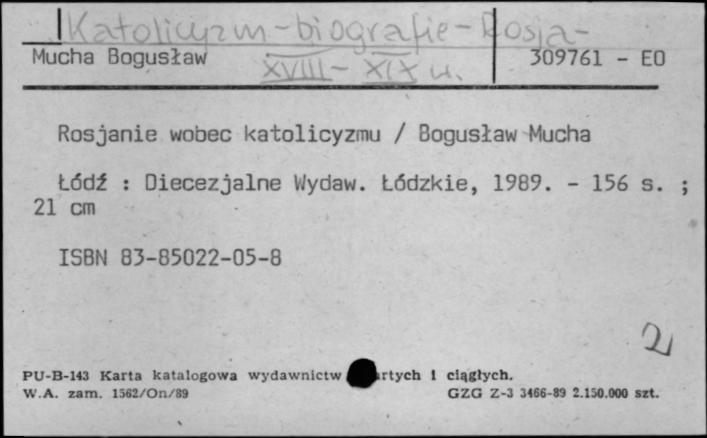 Katolicyzm - biografie - Rosja -
XVIII - XIX w.
Mucha Bogusław 309761 - EO
Rosjanie wobec katolicyzmu / Bogusław Mucha
Łódź : Diecezjalne Wydaw. Łódzkie, 1989. - 156 s. ;
21 cm
ISBN 83-85022-05-8
2
PU-B-143 Karta katalogowa wydawnictw i ciągłych.
W.A. zam. 1562/On/89 GZG Z-3 3466-89 2.150.000 szt.